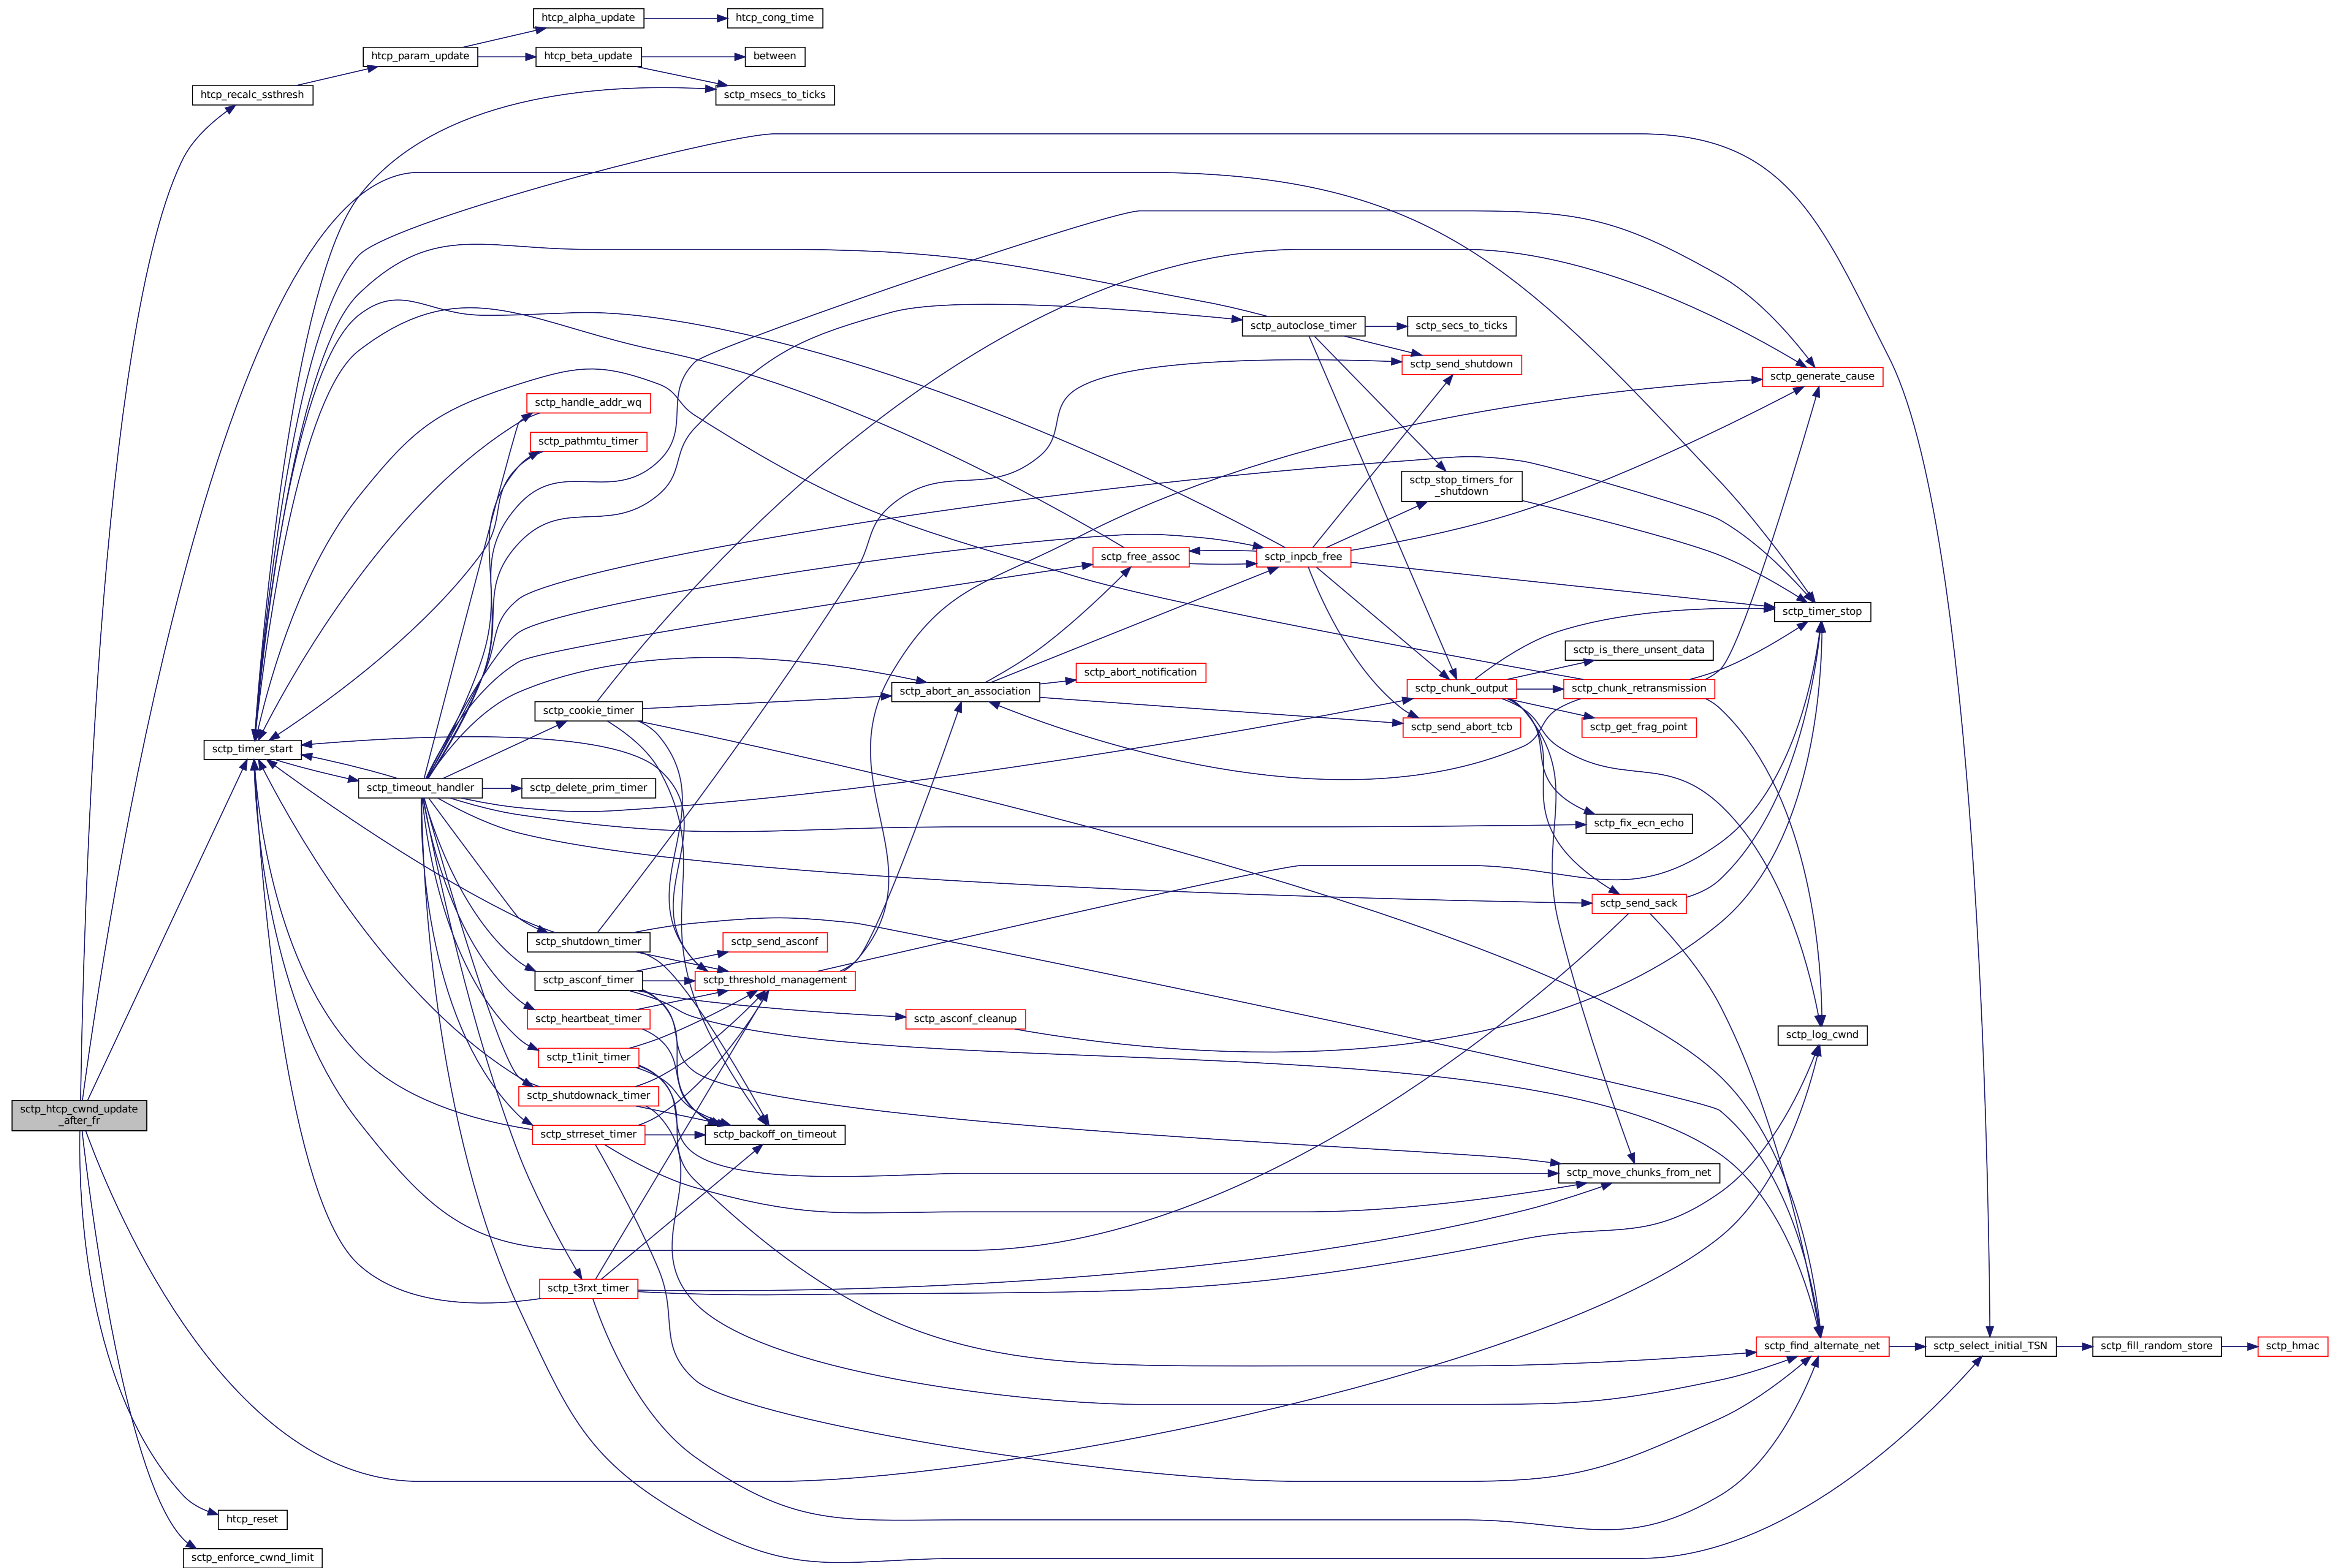 htcp_alpha_update
htcp_cong_time
htcp_param_update
htcp_beta_update
between
htcp_recalc_ssthresh
sctp_msecs_to_ticks
sctp_autoclose_timer
sctp_secs_to_ticks
sctp_send_shutdown
sctp_generate_cause
sctp_handle_addr_wq
sctp_pathmtu_timer
sctp_stop_timers_for
_shutdown
sctp_free_assoc
sctp_inpcb_free
sctp_timer_stop
sctp_is_there_unsent_data
sctp_abort_notification
sctp_abort_an_association
sctp_chunk_output
sctp_chunk_retransmission
sctp_cookie_timer
sctp_send_abort_tcb
sctp_get_frag_point
sctp_timer_start
sctp_timeout_handler
sctp_delete_prim_timer
sctp_fix_ecn_echo
sctp_send_sack
sctp_shutdown_timer
sctp_send_asconf
sctp_asconf_timer
sctp_threshold_management
sctp_heartbeat_timer
sctp_asconf_cleanup
sctp_log_cwnd
sctp_t1init_timer
sctp_shutdownack_timer
sctp_htcp_cwnd_update
_after_fr
sctp_strreset_timer
sctp_backoff_on_timeout
sctp_move_chunks_from_net
sctp_t3rxt_timer
sctp_find_alternate_net
sctp_select_initial_TSN
sctp_fill_random_store
sctp_hmac
htcp_reset
sctp_enforce_cwnd_limit